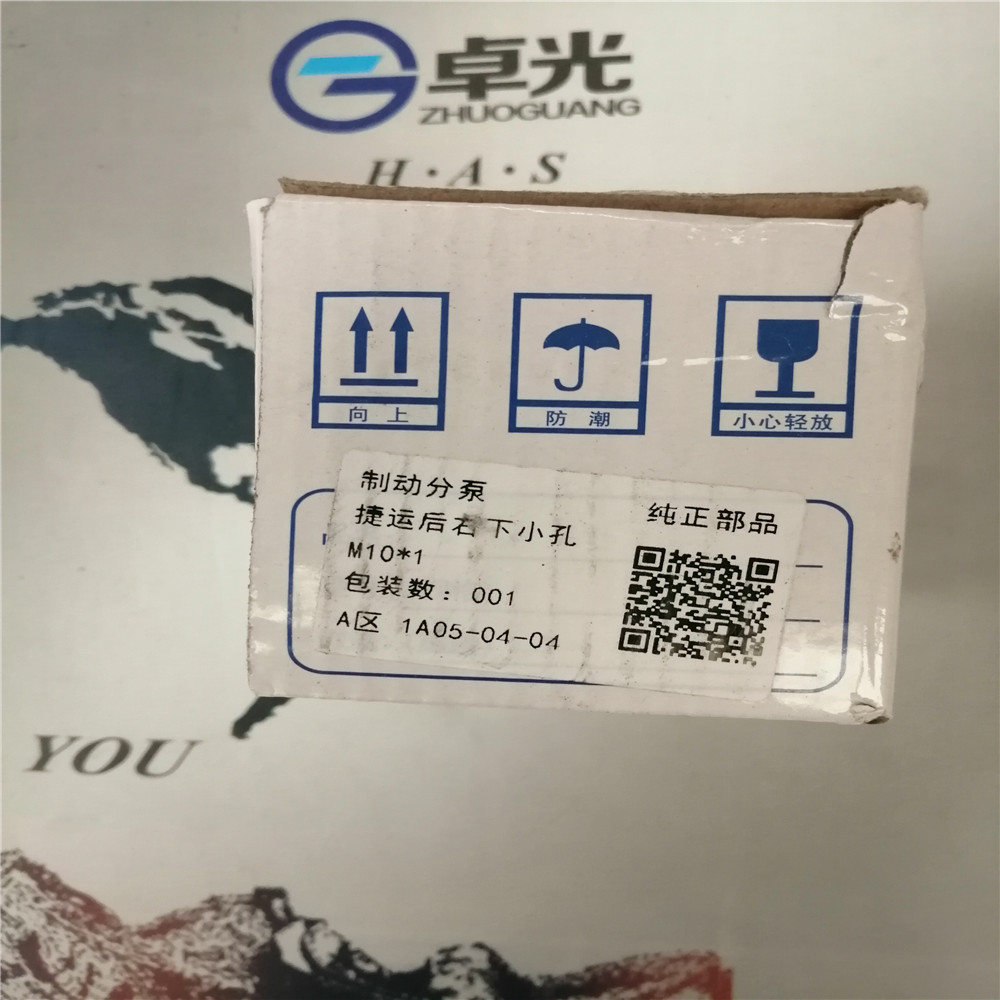 卓光
ZHUOGUANG
H·A·S
向上
防潮
小心轻放
制动分泵
捷运后右下小孔
M10*1
包装数：001
A区 1A05-04-04
纯正部品
YOU